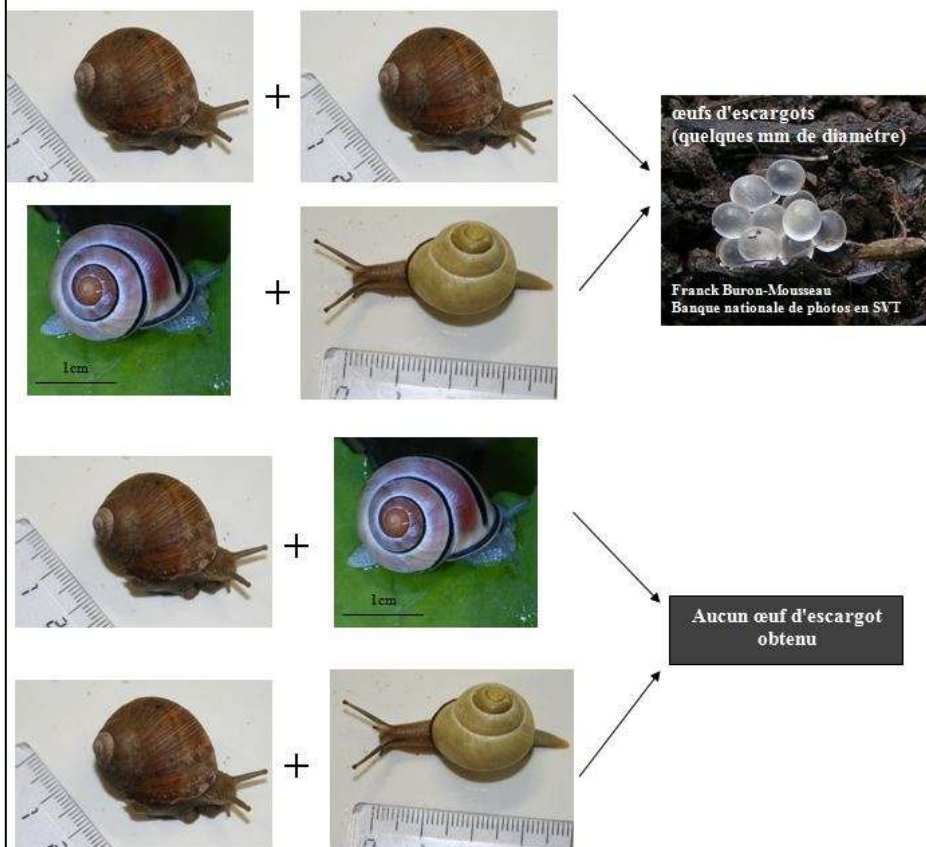 œufs d'escargots
(quelques mm de diamètre)
Franck Buron-Mousseau
Banque nationale de photos en SVT
1cm
1cm
Aucun œuf d'escargot
obtenu